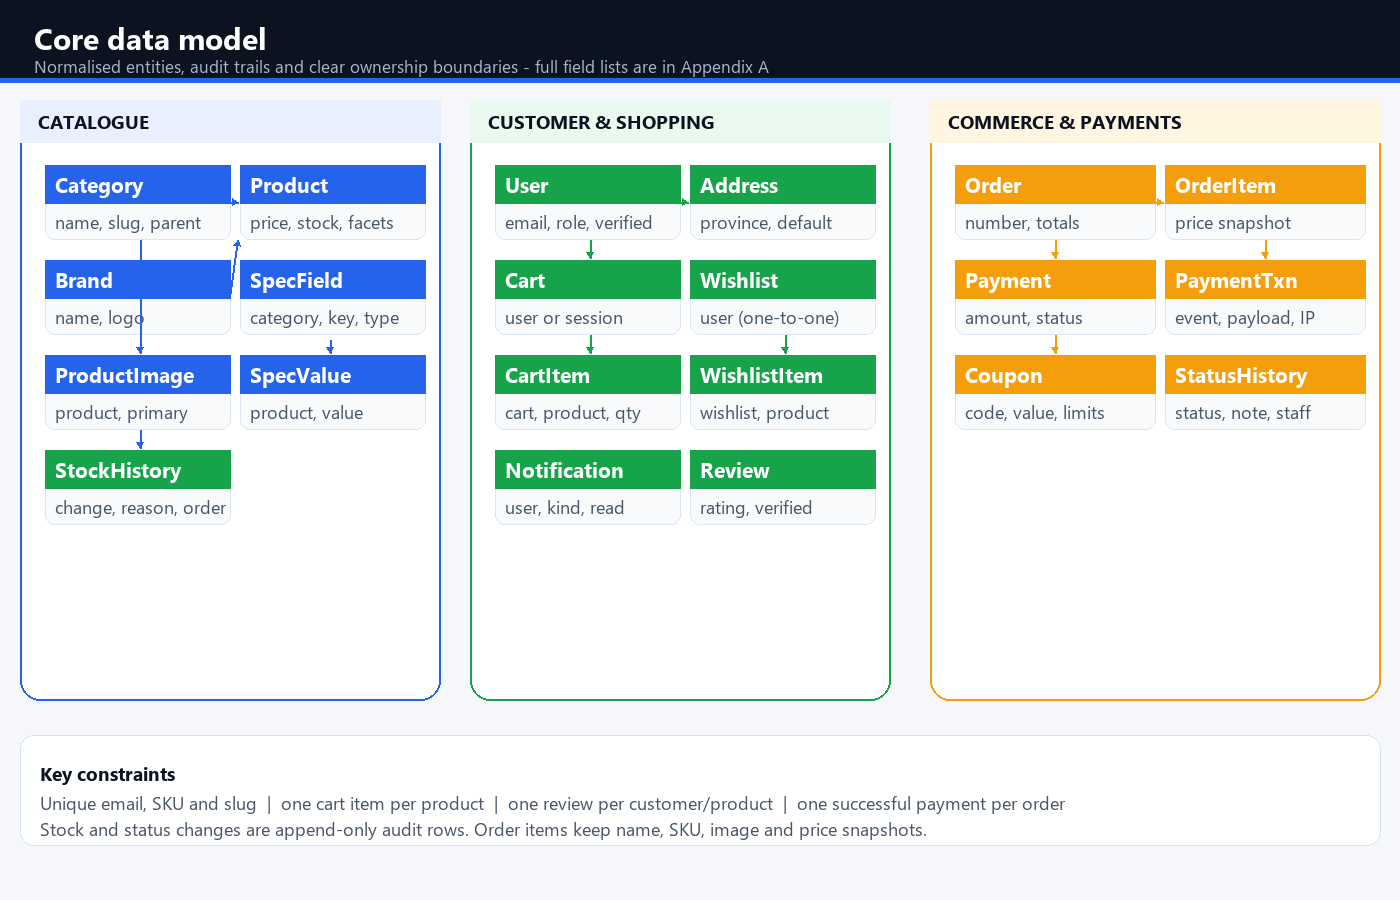 Core data model
Normalised entities, audit trails and clear ownership boundaries - full field lists are in Appendix A
CATALOGUE
Category
name, slug, parent
Product
price, stock, facets
Brand
name, logo
SpecField
category, key, type
ProductImage
product, primary
SpecValue
product, value
StockHistory
change, reason, order
CUSTOMER & SHOPPING
User
email, role, verified
Address
province, default
Cart
user or session
Wishlist
user (one-to-one)
CartItem
cart, product, qty
WishlistItem
wishlist, product
Notification
user, kind, read
Review
rating, verified
COMMERCE & PAYMENTS
Order
number, totals
OrderItem
price snapshot
Payment
amount, status
PaymentTxn
event, payload, IP
Coupon
code, value, limits
StatusHistory
status, note, staff
Key constraints
Unique email, SKU and slug | one cart item per product | one review per customer/product | one successful payment per order
Stock and status changes are append-only audit rows. Order items keep name, SKU, image and price snapshots.